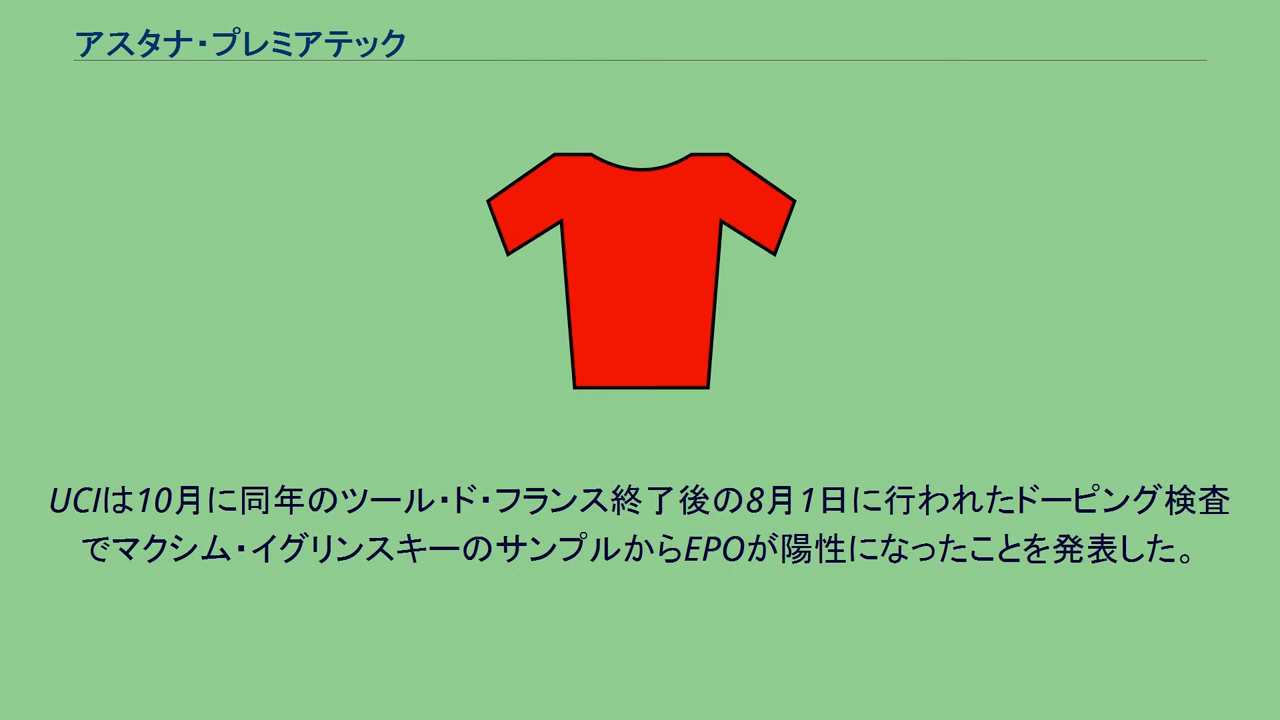 アスタナ・プレミアテック
UCIは10月に同年のツール・ド・フランス終了後の8月1日に行われたドーピング検査
でマクシム・イグリンスキーのサンプルからEPOが陽性になったことを発表した。